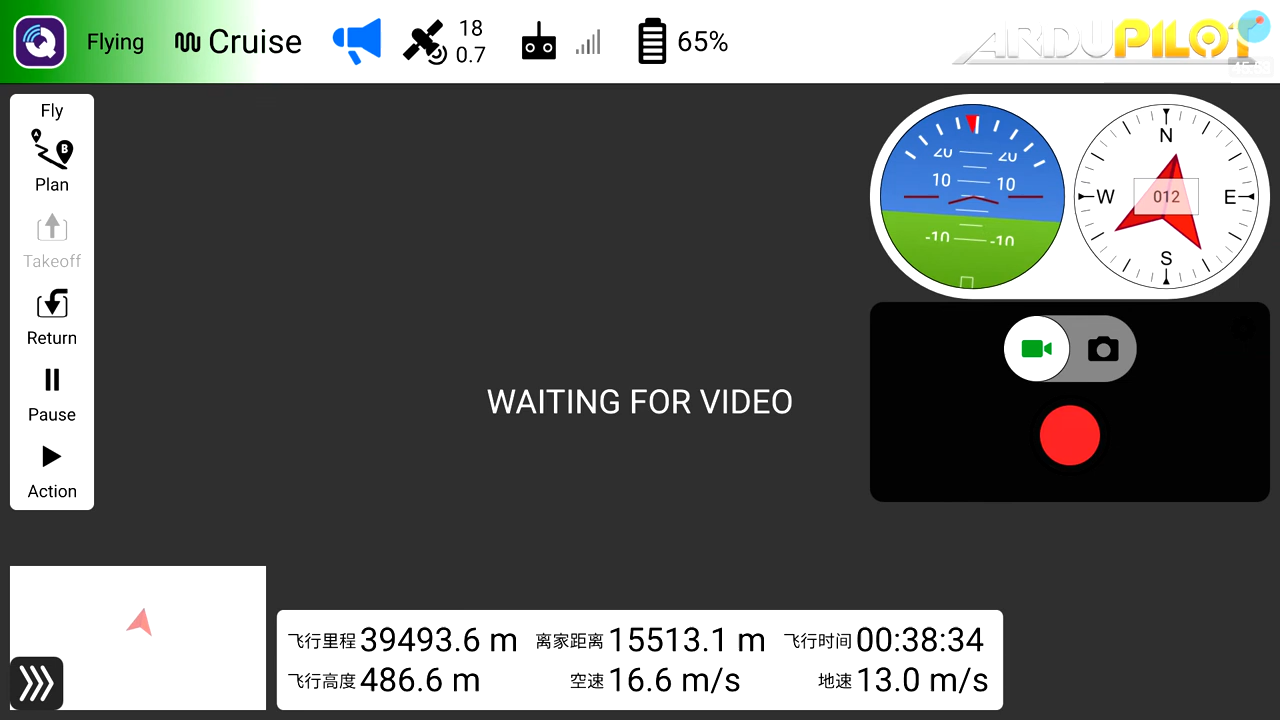 Flying
Cruise
18
0.7
65%
ARDUPILOT
Fly
Plan
Takeoff
Return
Pause
Action
20 20
10 10
-10 -10
N
W 012 E
S
WAITING FOR VIDEO
飞行里程 39493.6 m 离家距离 15513.1 m 飞行时间 00:38:34
飞行高度 486.6 m 空速 16.6 m/s 地速 13.0 m/s